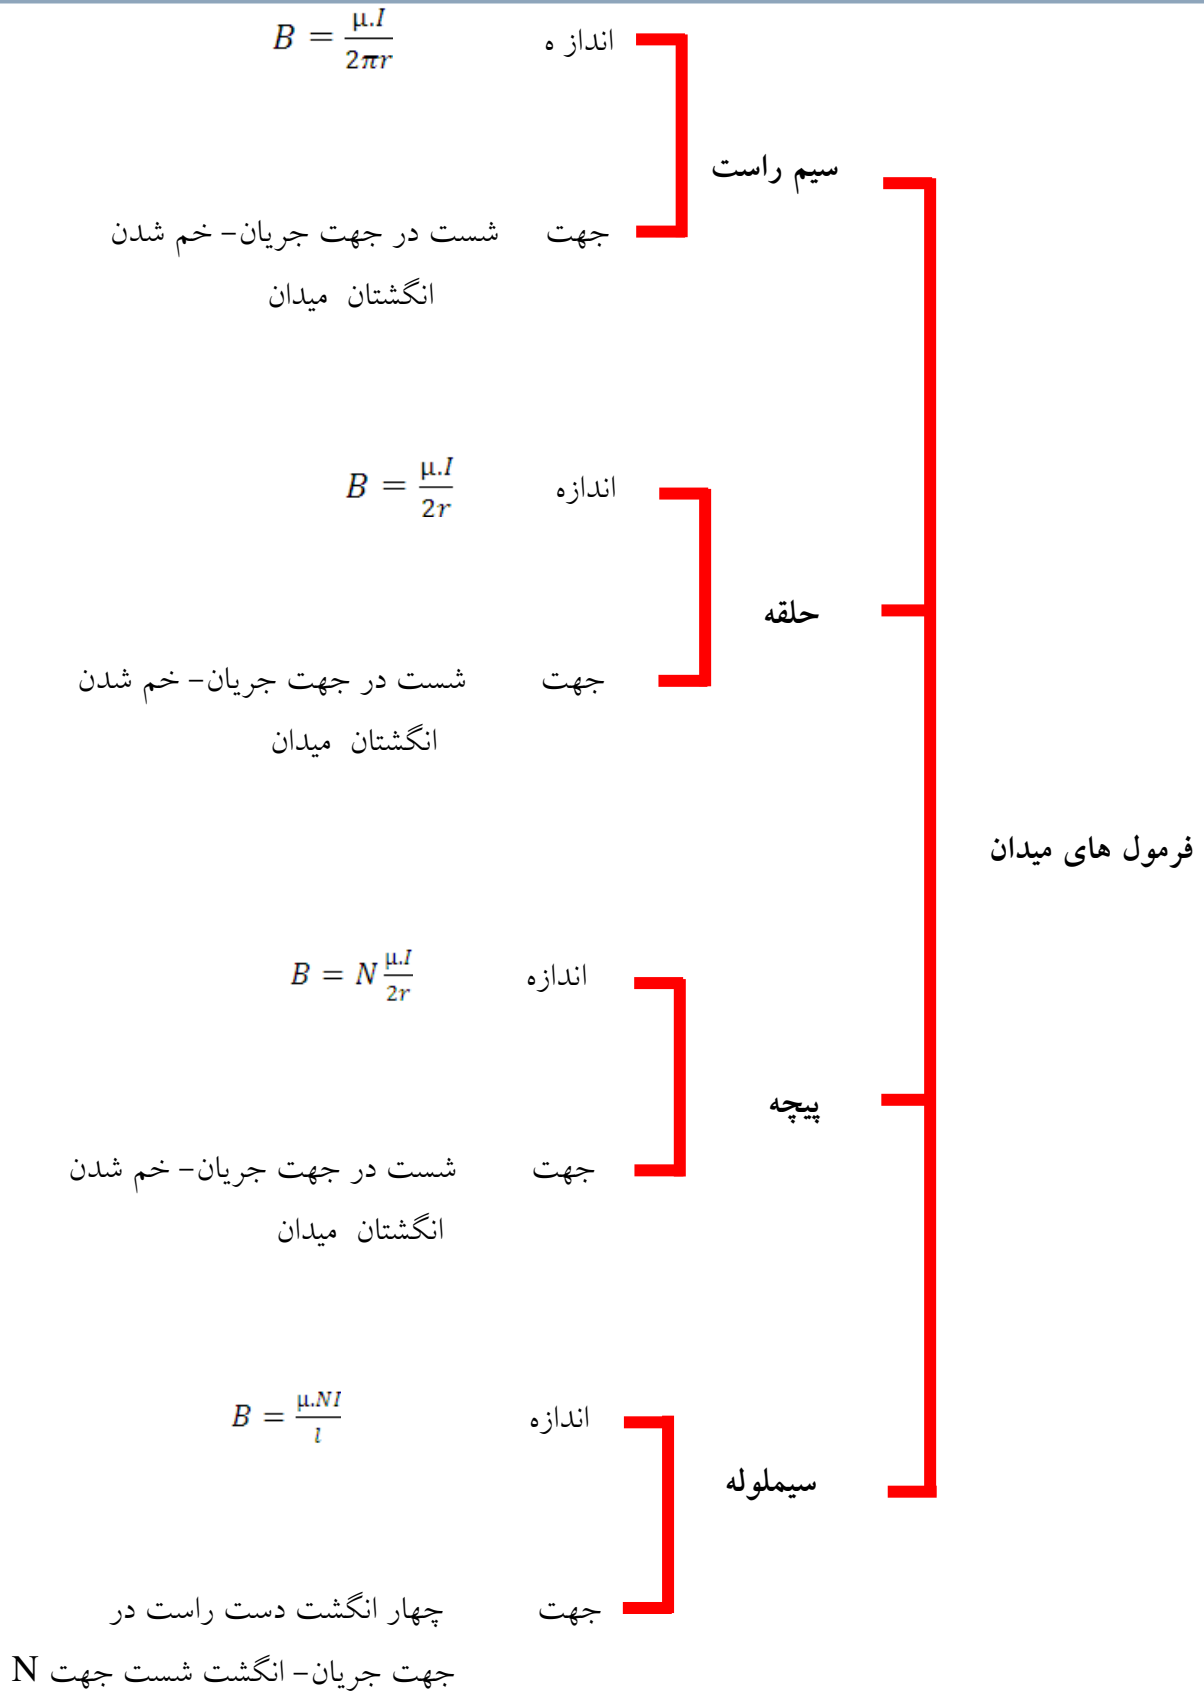 فرمول های میدان
سیم راست
انداز ه
B = μ.I / 2πr
جهت شست در جهت جریان- خم شدن
انگشتان میدان
حلقه
اندازه
B = μ.I / 2r
جهت شست در جهت جریان- خم شدن
انگشتان میدان
پیچه
اندازه
B = N μ.I / 2r
جهت شست در جهت جریان- خم شدن
انگشتان میدان
سیملوله
اندازه
B = μ.NI / l
جهت چهار انگشت دست راست در
جهت جریان- انگشت شست جهت N